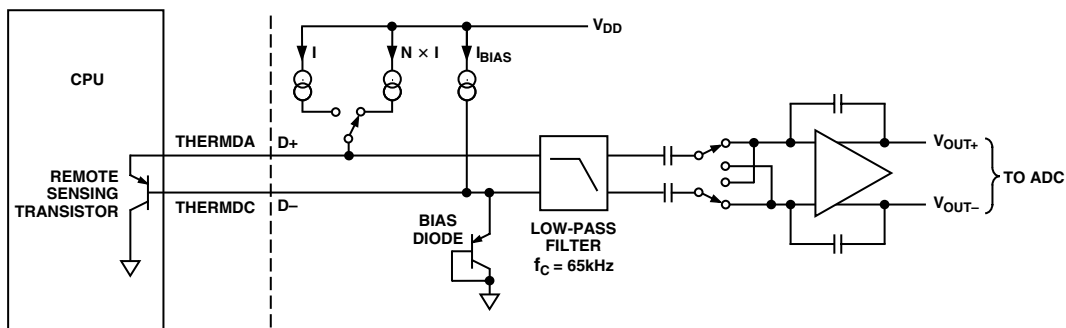 V_DD
I
N × I
I_BIAS
CPU
THERMDA
D+
REMOTE
SENSING
TRANSISTOR
THERMDC
D–
BIAS
DIODE
LOW-PASS
FILTER
f_C = 65kHz
V_OUT+
TO ADC
V_OUT–